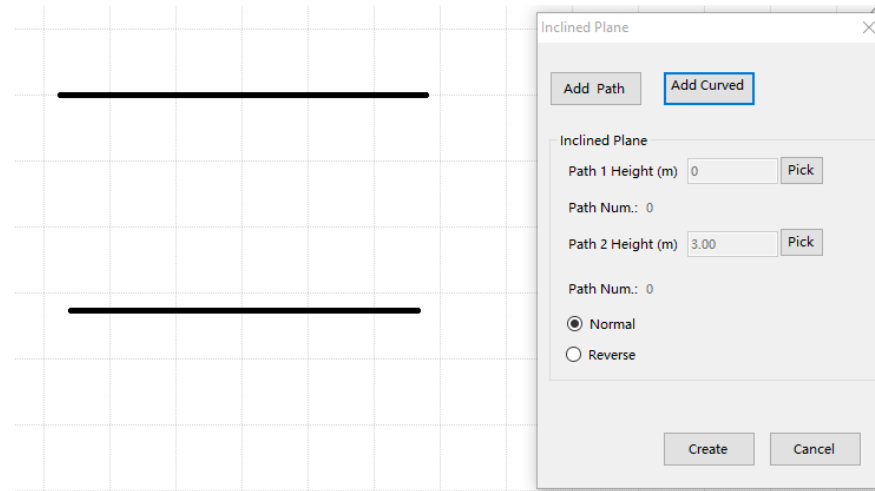 Inclined Plane
Add Path Add Curved
Inclined Plane
Path 1 Height (m) 0 Pick
Path Num.: 0
Path 2 Height (m) 3.00 Pick
Path Num.: 0
Normal
Reverse
Create Cancel